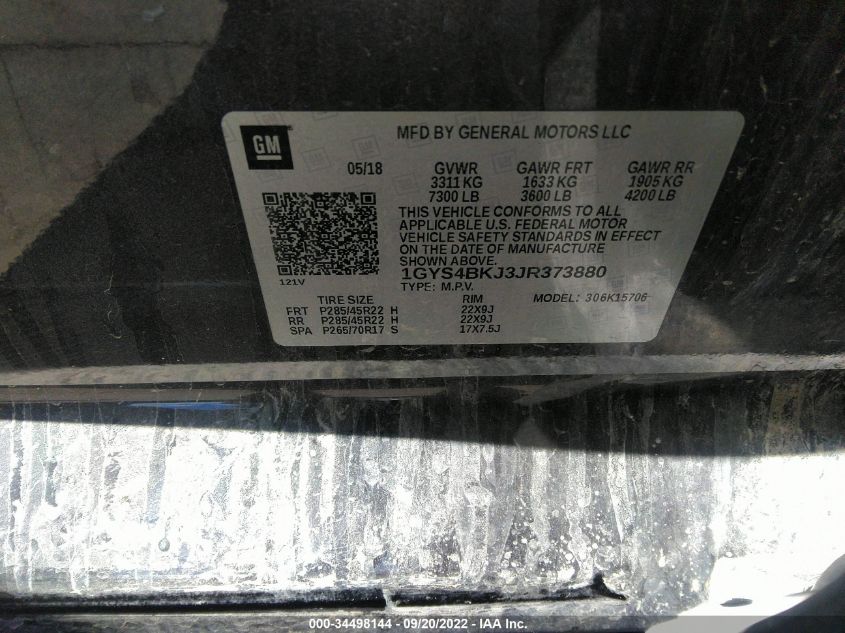 GM
MFD BY GENERAL MOTORS LLC
05/18 GVWR GAWR FRT GAWR RR
3311 KG 1633 KG 1905 KG
7300 LB 3600 LB 4200 LB
THIS VEHICLE CONFORMS TO ALL
APPLICABLE U.S. FEDERAL MOTOR
VEHICLE SAFETY STANDARDS IN EFFECT
ON THE DATE OF MANUFACTURE
SHOWN ABOVE.
1GYS4BKJ3JR373880
121V
TYPE: M.P.V.
TIRE SIZE RIM MODEL: 306K15706
FRT P285/45R22 H 22X9J
RR P285/45R22 H 22X9J
SPA P265/70R17 S 17X7.5J
000-34498144 - 09/20/2022 - IAA Inc.